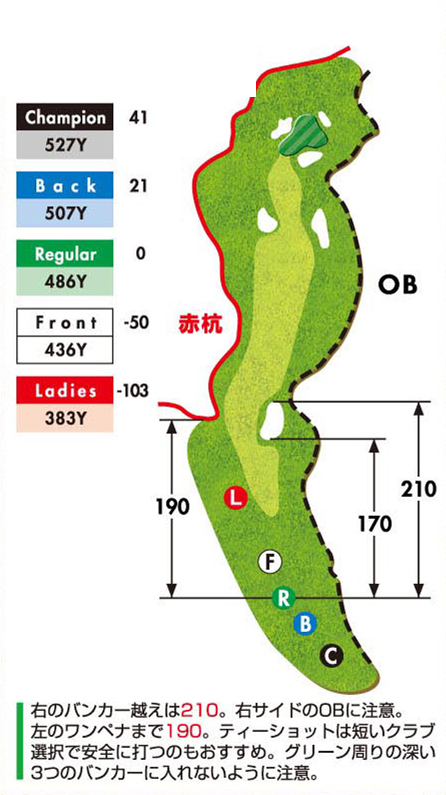 Champion 41
527Y
Back 21
507Y
Regular 0
486Y
Front -50
436Y
Ladies -103
383Y
赤杭
OB
190
210
170
L
F
R
B
C
右のバンカー越えは210。右サイドのOBに注意。
左のワンペナまで190。ティーショットは短いクラブ
選択で安全に打つのもおすすめ。グリーン周りの深い
3つのバンカーに入れないように注意。